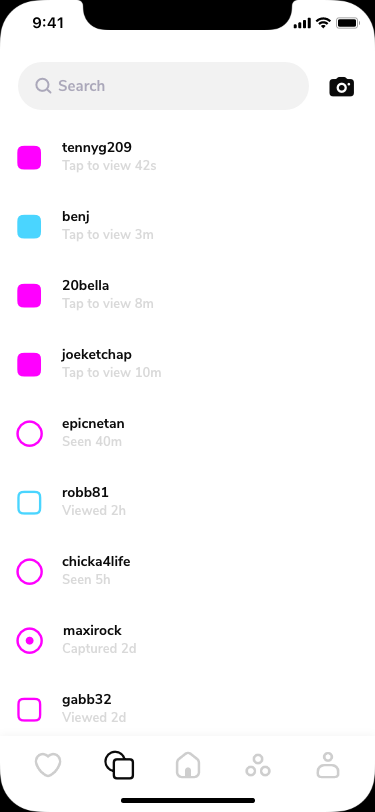 9:41
Search
tennyg209
Tap to view 42s
benj
Tap to view 3m
20bella
Tap to view 8m
joeketchap
Tap to view 10m
epicnetan
Seen 40m
robb81
Viewed 2h
chicka4life
Seen 5h
maxirock
Captured 2d
gabb32
Viewed 2d